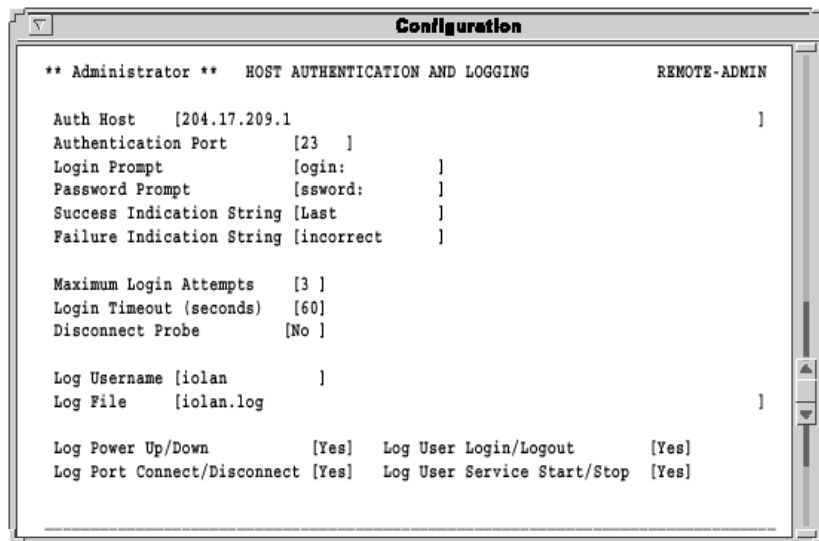 Configuration
** Administrator ** HOST AUTHENTICATION AND LOGGING REMOTE-ADMIN
Auth Host [204.17.209.1 ]
Authentication Port [23 ]
Login Prompt [ogin: ]
Password Prompt [ssword: ]
Success Indication String [Last ]
Failure Indication String [incorrect ]
Maximum Login Attempts [3 ]
Login Timeout (seconds) [60]
Disconnect Probe [No ]
Log Username [iolan ]
Log File [iolan.log ]
Log Power Up/Down [Yes] Log User Login/Logout [Yes]
Log Port Connect/Disconnect [Yes] Log User Service Start/Stop [Yes]